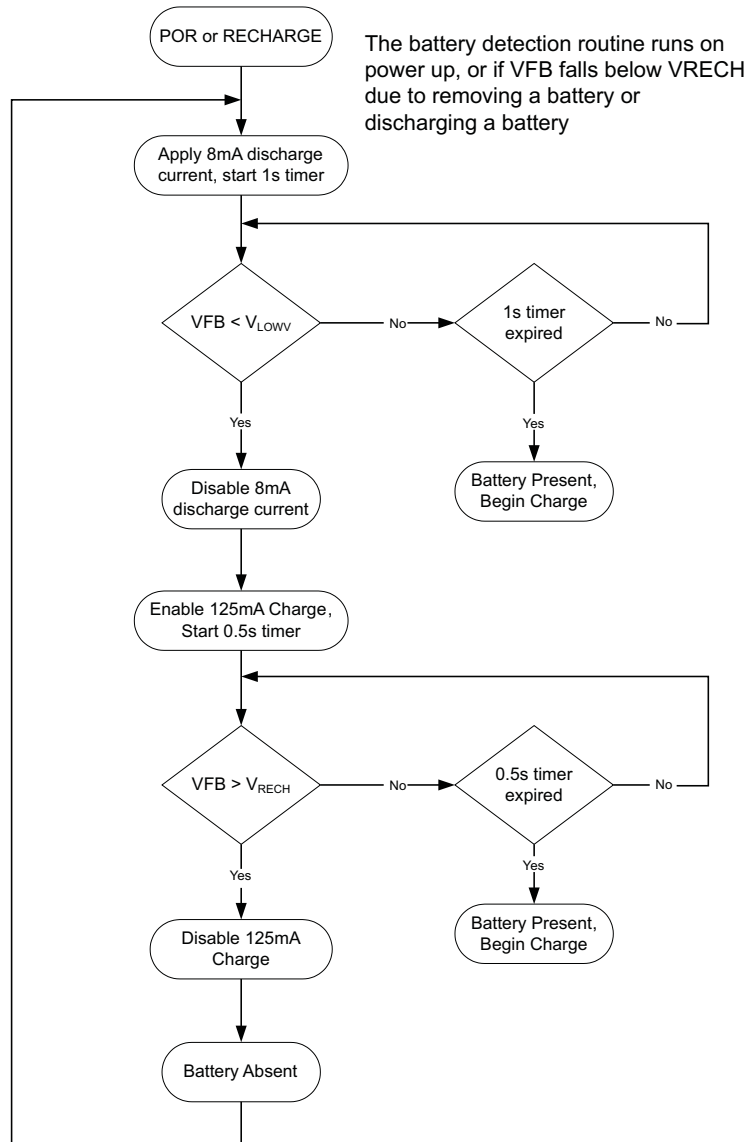 POR or RECHARGE
The battery detection routine runs on
power up, or if VFB falls below VRECH
due to removing a battery or
discharging a battery
Apply 8mA discharge
current, start 1s timer
VFB < VLOWV
No
1s timer
expired
No
Yes
Yes
Disable 8mA
discharge current
Battery Present,
Begin Charge
Enable 125mA Charge,
Start 0.5s timer
VFB > VRECH
No
0.5s timer
expired
No
Yes
Yes
Disable 125mA
Charge
Battery Present,
Begin Charge
Battery Absent